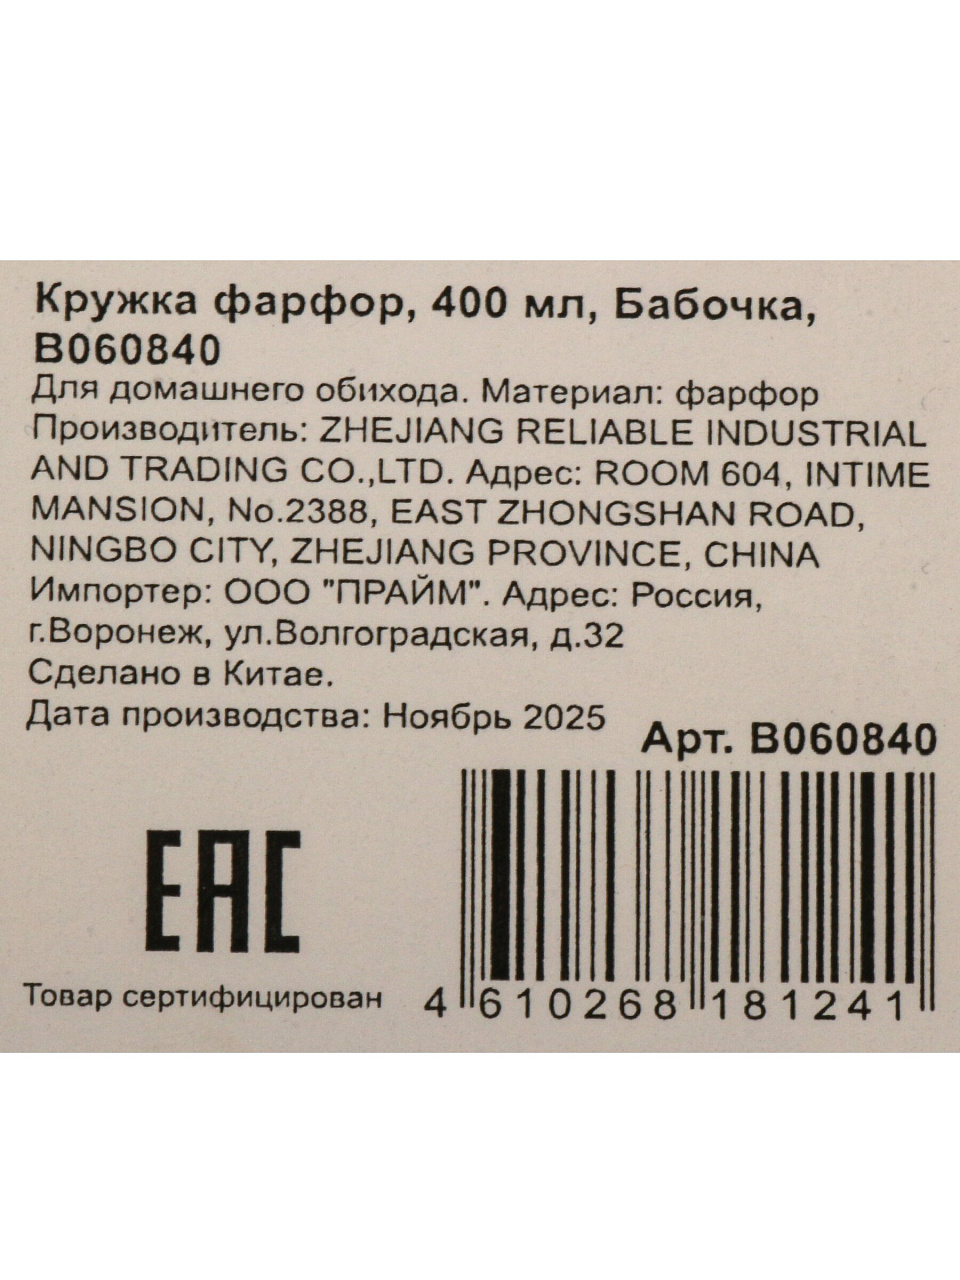 Кружка фарфор, 400 мл, Бабочка,
В060840
Для домашнего обихода. Материал: фарфор
Производитель: ZHEJIANG RELIABLE INDUSTRIAL
AND TRADING CO.,LTD. Адрес: ROOM 604, INTIME
MANSION, No.2388, EAST ZHONGSHAN ROAD,
NINGBO CITY, ZHEJIANG PROVINCE, CHINA
Импортер: ООО "ПРАЙМ". Адрес: Россия,
г.Воронеж, ул.Волгоградская, д.32
Сделано в Китае.
Дата производства: Ноябрь 2025
Арт. В060840
EAC
Товар сертифицирован
4 610268 181241